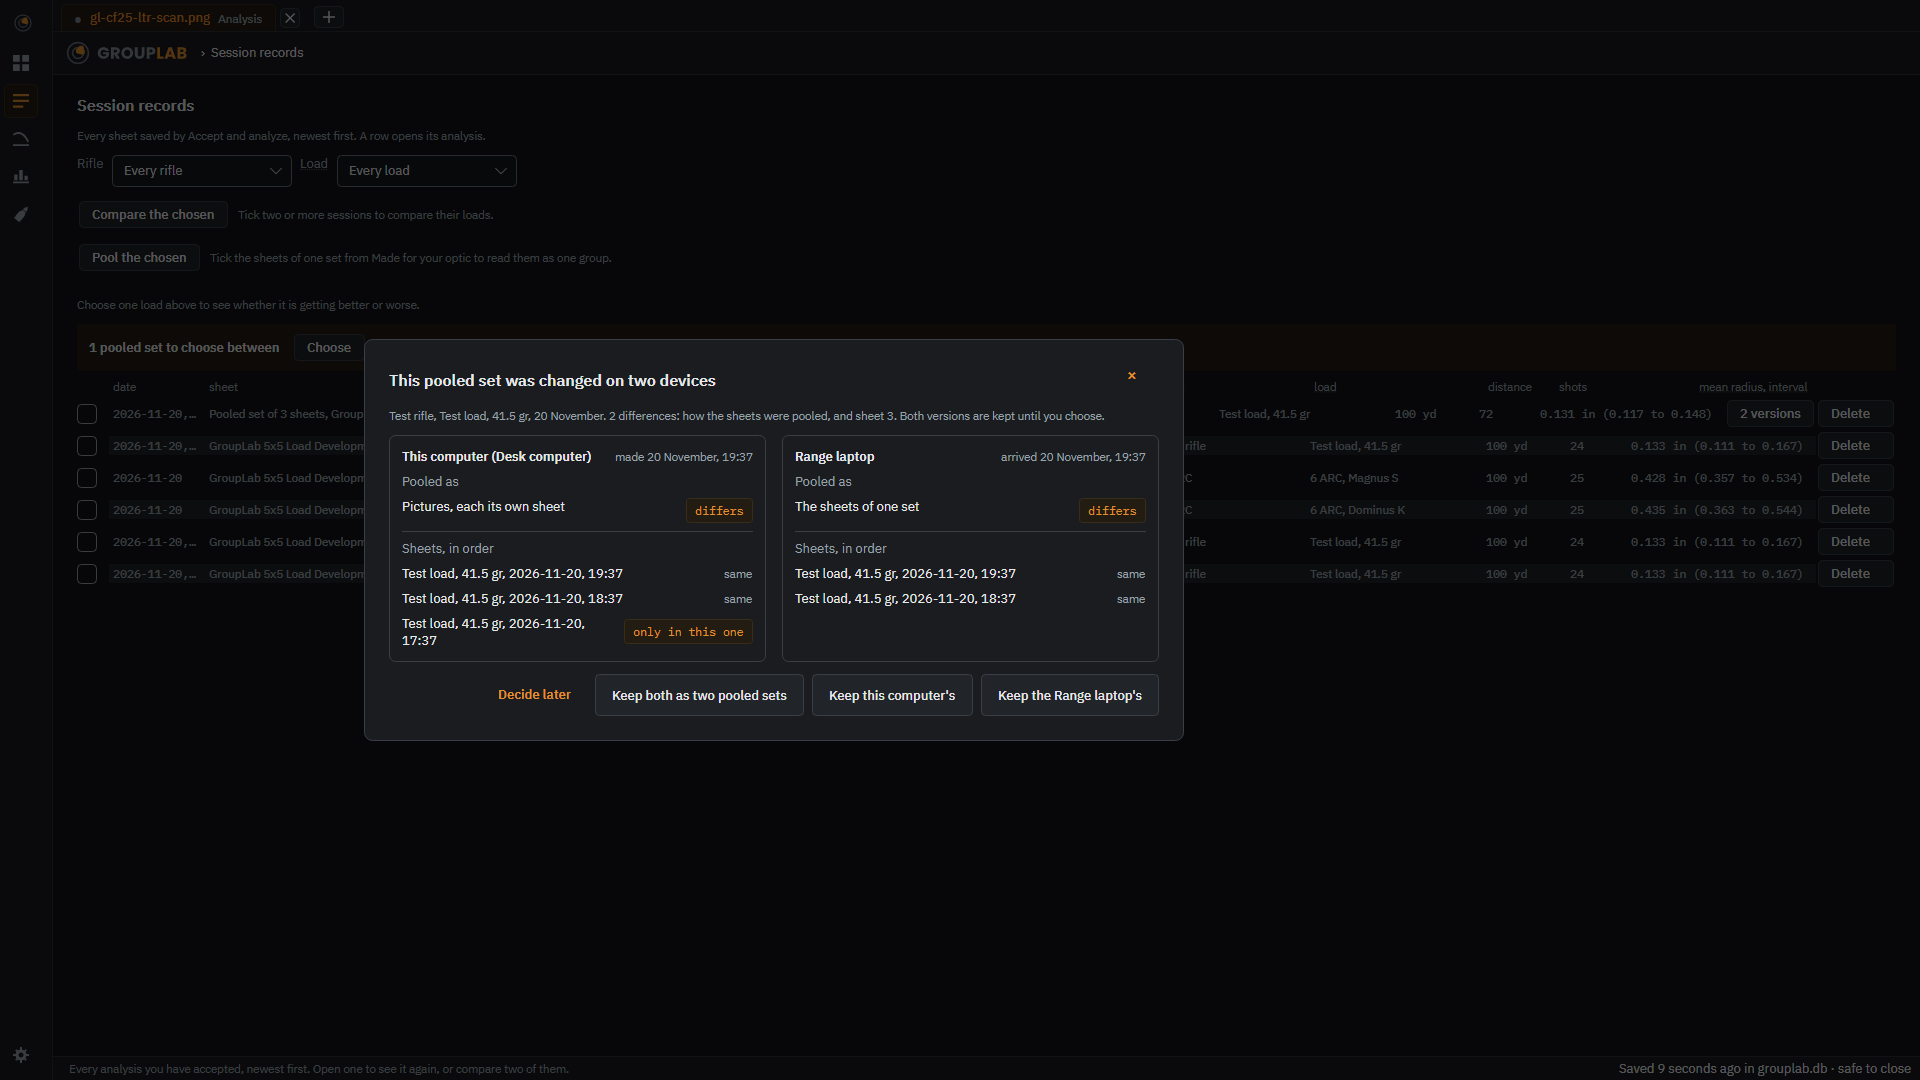 gl-cf25-ltr-scan.png Analysis
GROUPLAB › Session records
Session records
Every sheet saved by Accept and analyze, newest first. A row opens its analysis.
Rifle Every rifle Load Every load
Compare the chosen Tick two or more sessions to compare their loads.
Pool the chosen Tick the sheets of one set from Made for your optic to read them as one group.
Choose one load above to see whether it is getting better or worse.
1 pooled set to choose between Choose
date sheet load distance shots mean radius, interval
2026-11-20,… Pooled set of 3 sheets, Group Test load, 41.5 gr 100 yd 72 0.131 in (0.117 to 0.148) 2 versions Delete
2026-11-20,… GroupLab 5x5 Load Developm rifle Test load, 41.5 gr 100 yd 24 0.133 in (0.111 to 0.167) Delete
2026-11-20 GroupLab 5x5 Load Developm RC 6 ARC, Magnus S 100 yd 25 0.428 in (0.357 to 0.534) Delete
2026-11-20 GroupLab 5x5 Load Developm RC 6 ARC, Dominus K 100 yd 25 0.435 in (0.363 to 0.544) Delete
2026-11-20,… GroupLab 5x5 Load Developm rifle Test load, 41.5 gr 100 yd 24 0.133 in (0.111 to 0.167) Delete
2026-11-20,… GroupLab 5x5 Load Developm rifle Test load, 41.5 gr 100 yd 24 0.133 in (0.111 to 0.167) Delete
This pooled set was changed on two devices
Test rifle, Test load, 41.5 gr, 20 November. 2 differences: how the sheets were pooled, and sheet 3. Both versions are kept until you choose.
This computer (Desk computer) made 20 November, 19:37
Pooled as
Pictures, each its own sheet differs
Sheets, in order
Test load, 41.5 gr, 2026-11-20, 19:37 same
Test load, 41.5 gr, 2026-11-20, 18:37 same
Test load, 41.5 gr, 2026-11-20,
17:37 only in this one
Range laptop arrived 20 November, 19:37
Pooled as
The sheets of one set differs
Sheets, in order
Test load, 41.5 gr, 2026-11-20, 19:37 same
Test load, 41.5 gr, 2026-11-20, 18:37 same
Decide later Keep both as two pooled sets Keep this computer's Keep the Range laptop's
Every analysis you have accepted, newest first. Open one to see it again, or compare two of them.
Saved 9 seconds ago in grouplab.db · safe to close